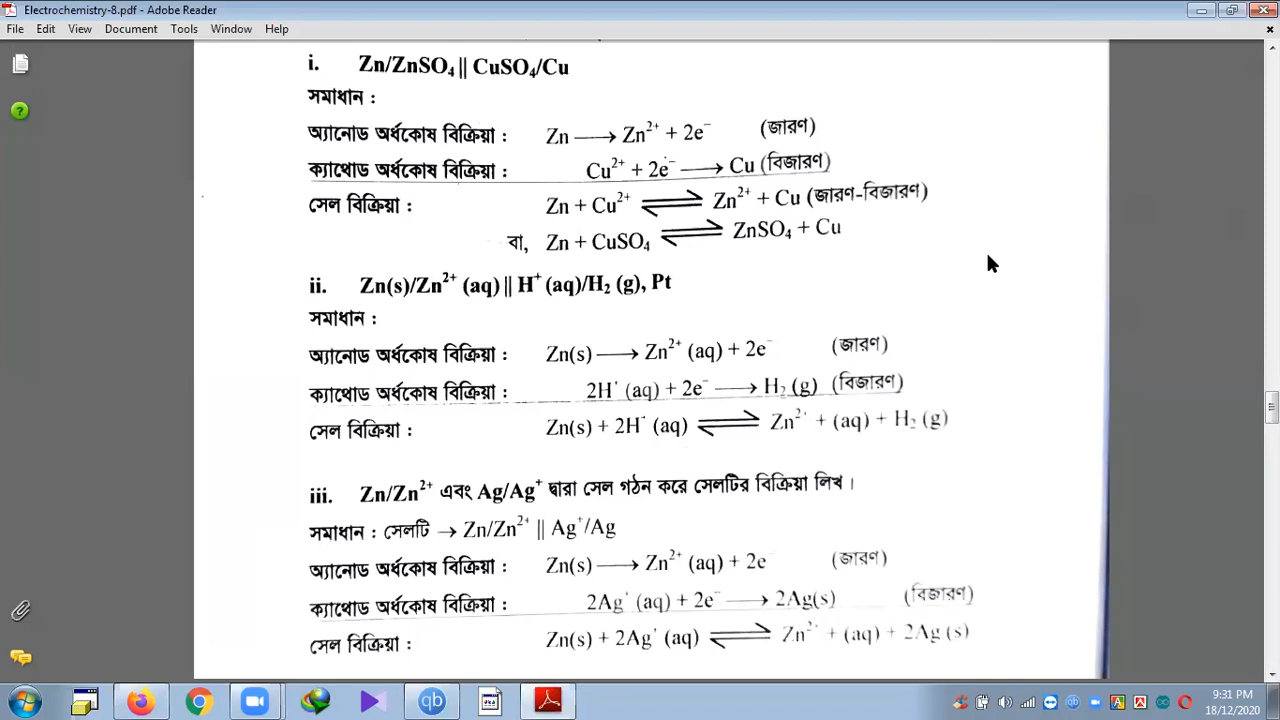 Electrochemistry-8.pdf - Adobe Reader
File Edit View Document Tools Window Help
i. Zn/ZnSO₄ || CuSO₄/Cu
সমাধান :
অ্যানোড অর্ধকোষ বিক্রিয়া : Zn ⟶ Zn²⁺ + 2e⁻ (জারণ)
ক্যাথোড অর্ধকোষ বিক্রিয়া : Cu²⁺ + 2e⁻ ⟶ Cu (বিজারণ)
সেল বিক্রিয়া : Zn + Cu²⁺ ⇌ Zn²⁺ + Cu (জারণ-বিজারণ)
বা, Zn + CuSO₄ ⇌ ZnSO₄ + Cu
ii. Zn(s)/Zn²⁺ (aq) || H⁺ (aq)/H₂ (g), Pt
সমাধান :
অ্যানোড অর্ধকোষ বিক্রিয়া : Zn(s) ⟶ Zn²⁺ (aq) + 2e⁻ (জারণ)
ক্যাথোড অর্ধকোষ বিক্রিয়া : 2H⁺ (aq) + 2e⁻ ⟶ H₂ (g) (বিজারণ)
সেল বিক্রিয়া : Zn(s) + 2H⁺ (aq) ⇌ Zn²⁺ + (aq) + H₂ (g)
iii. Zn/Zn²⁺ এবং Ag/Ag⁺ দ্বারা সেল গঠন করে সেলটির বিক্রিয়া লিখ।
সমাধান : সেলটি → Zn/Zn²⁺ || Ag⁺/Ag
অ্যানোড অর্ধকোষ বিক্রিয়া : Zn(s) ⟶ Zn²⁺ (aq) + 2e (জারণ)
ক্যাথোড অর্ধকোষ বিক্রিয়া : 2Ag⁺ (aq) + 2e⁻ ⟶ 2Ag(s) (বিজারণ)
সেল বিক্রিয়া : Zn(s) + 2Ag⁺ (aq) ⇌ Zn²⁺ + (aq) + 2Ag (s)
qb
qb
9:31 PM
18/12/2020